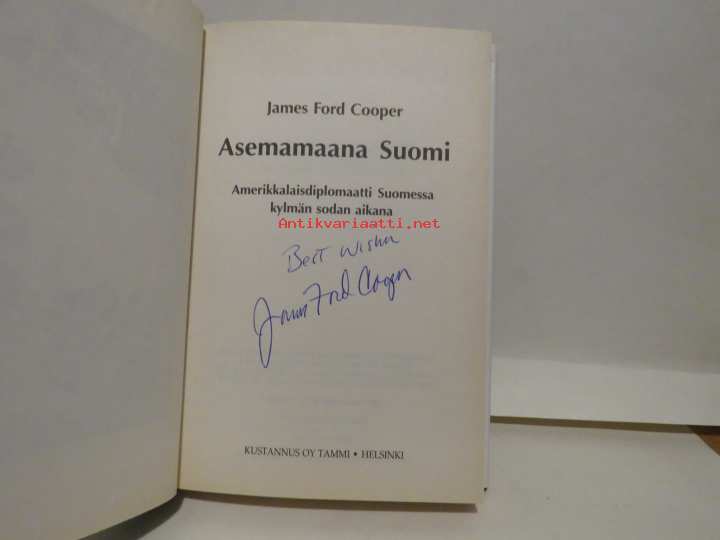 James Ford Cooper
Asemamaana Suomi
Amerikkalaisdiplomaatti Suomessa
kylmän sodan aikana
Antikvariaatti.net
Best Wishes
James Ford Cooper
KUSTANNUS OY TAMMI • HELSINKI